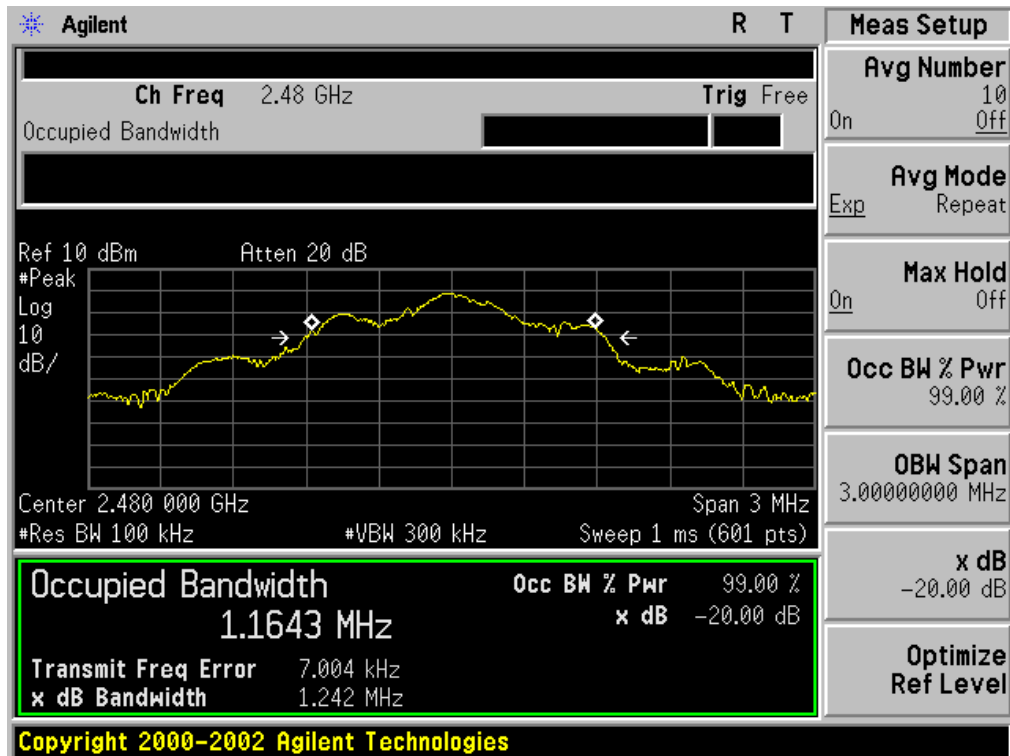 Agilent R T
Ch Freq 2.48 GHz Trig Free
Occupied Bandwidth
Ref 10 dBm Atten 20 dB
#Peak
Log
10
dB/
Center 2.480 000 GHz Span 3 MHz
#Res BW 100 kHz #VBW 300 kHz Sweep 1 ms (601 pts)
Occupied Bandwidth
1.1643 MHz
Occ BW % Pwr 99.00 %
x dB -20.00 dB
Transmit Freq Error 7.004 kHz
x dB Bandwidth 1.242 MHz
Meas Setup
Avg Number
10
On Off
Avg Mode
Exp Repeat
Max Hold
On Off
Occ BW % Pwr
99.00 %
OBW Span
3.00000000 MHz
x dB
-20.00 dB
Optimize
Ref Level
Copyright 2000-2002 Agilent Technologies